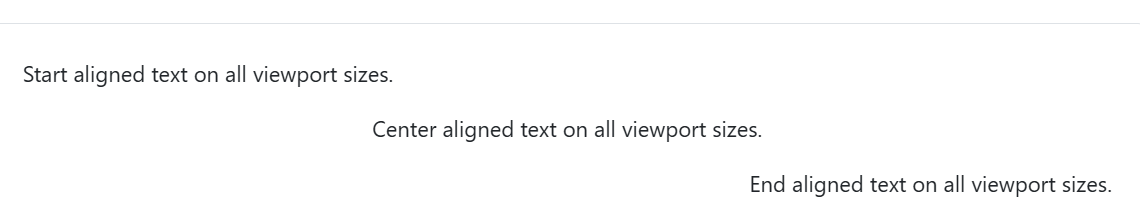 Start aligned text on all viewport sizes.
Center aligned text on all viewport sizes.
End aligned text on all viewport sizes.